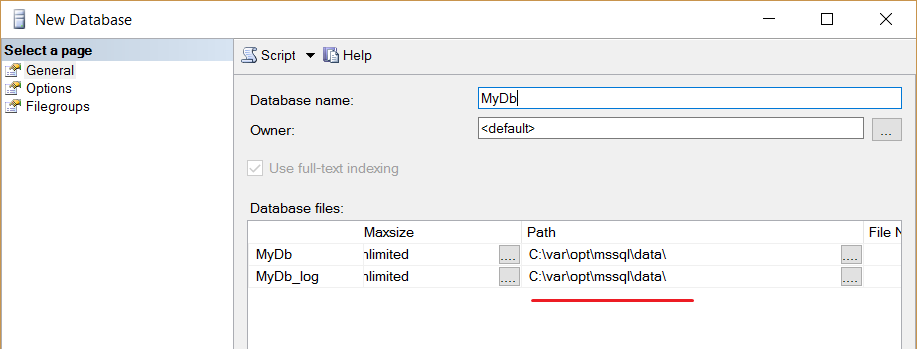 New Database
Select a page
General
Options
Filegroups
Script Help
Database name: MyDb
Owner: <default> ...
Use full-text indexing
Database files:
Maxsize Path File N
MyDb nlimited .... C:\var\opt\mssql\data\ ....
MyDb_log nlimited .... C:\var\opt\mssql\data\ ....